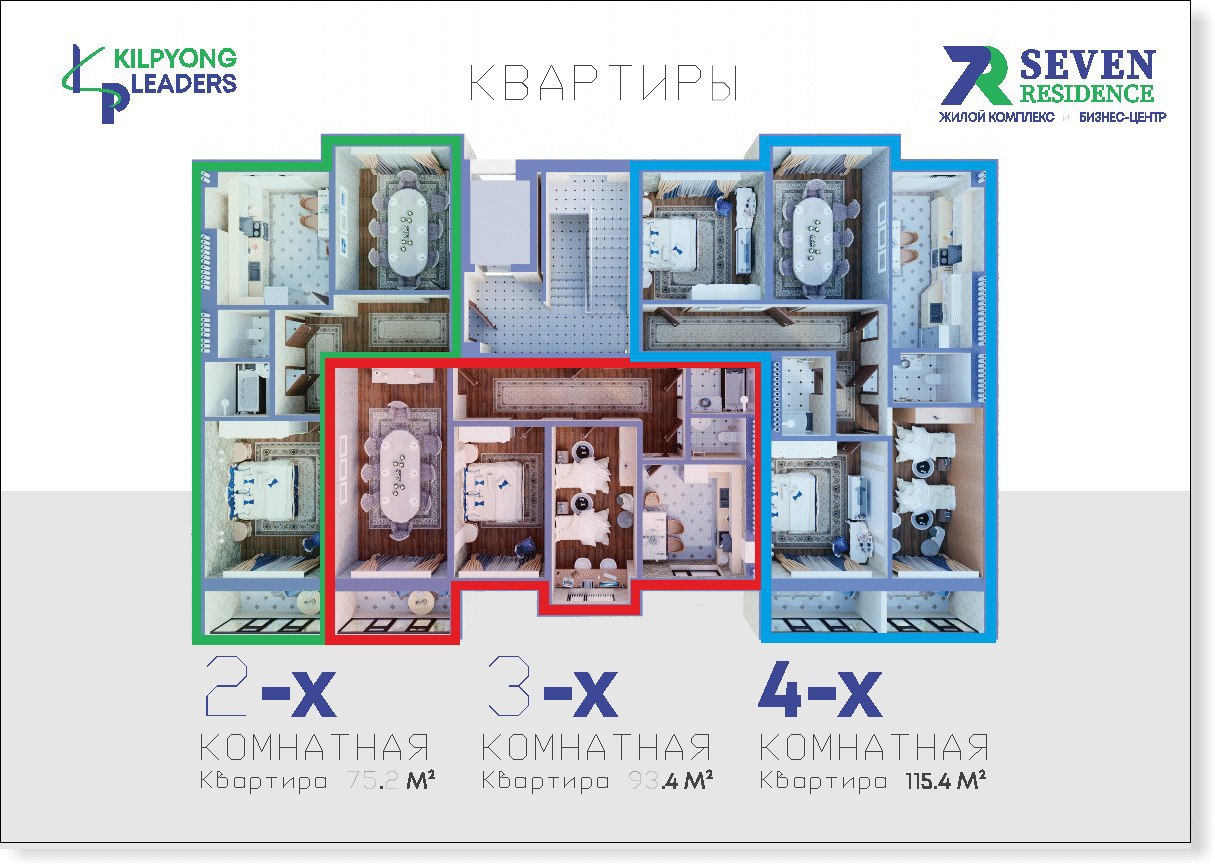 KILPYONG
LEADERS
КВАРТИРЫ
7R SEVEN
RESIDENCE
ЖИЛОЙ КОМПЛЕКС и БИЗНЕС-ЦЕНТР
2-х
КОМНАТНАЯ
Квартира 75.2 М²
3-х
КОМНАТНАЯ
Квартира 93.4 М²
4-х
КОМНАТНАЯ
Квартира 115.4 М²